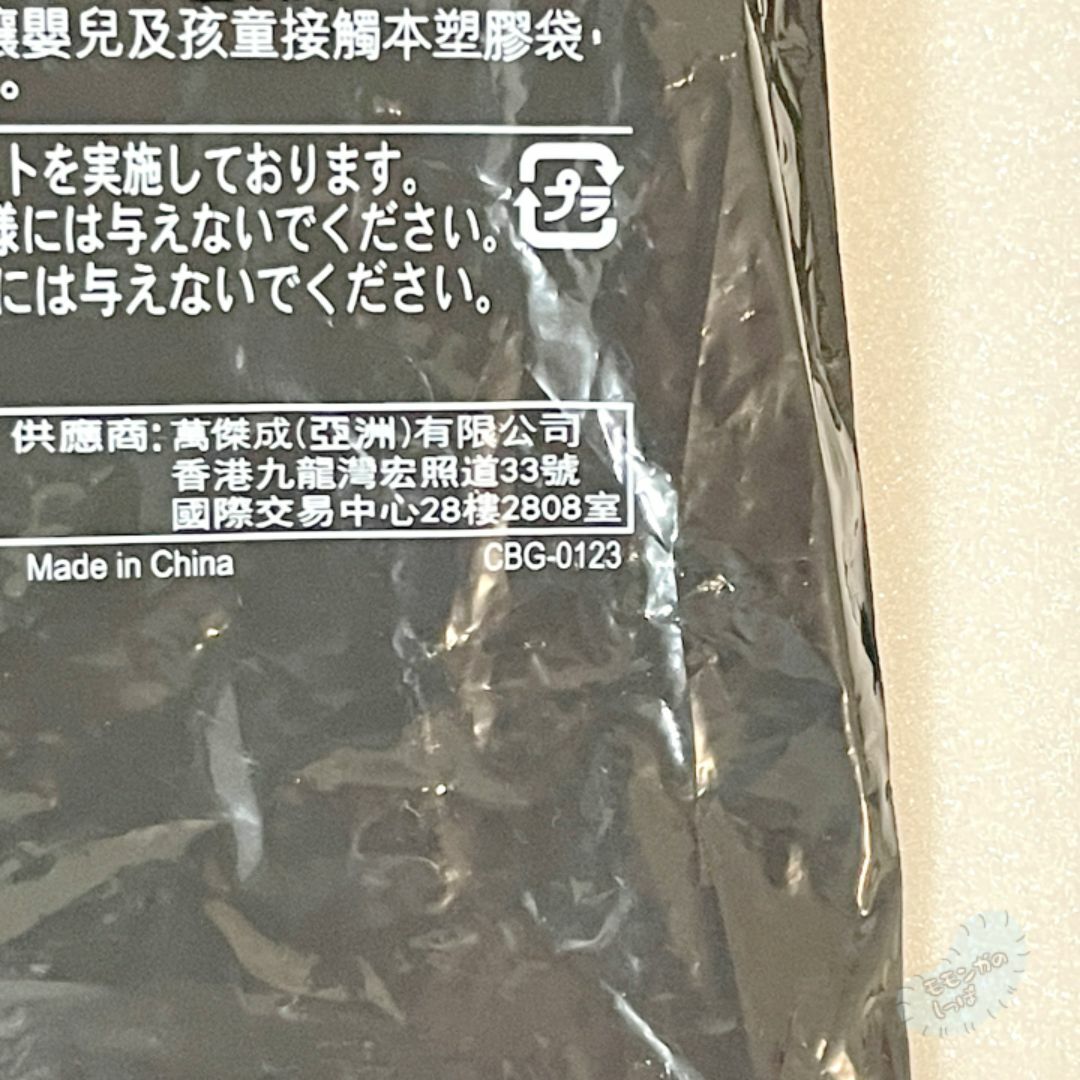 讓嬰兒及孩童接觸本塑膠袋，
。
トを実施しております。
プラ
様には与えないでください。
には与えないでください。
供應商：萬傑成(亞洲)有限公司
香港九龍灣宏照道33號
國際交易中心28樓2808室
Made in China
CBG-0123
モモンガの
しっぽ